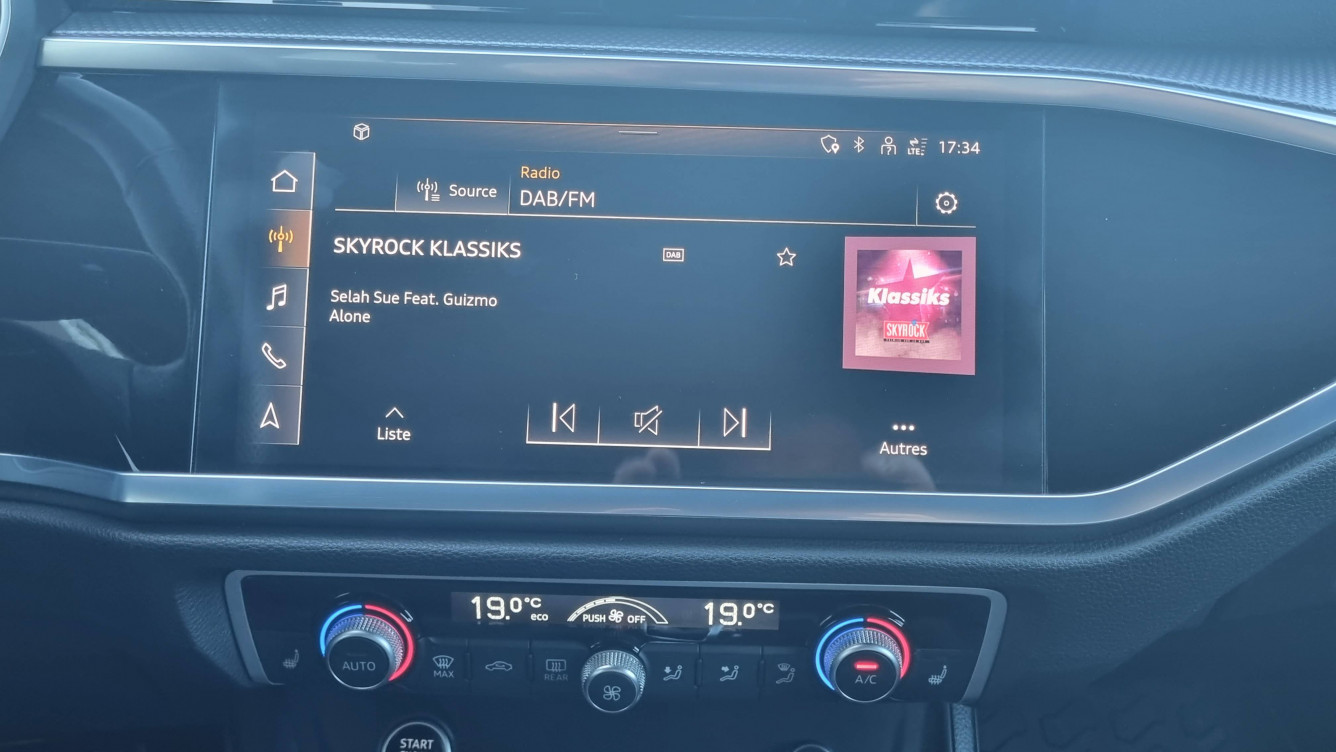 LTE
17:34
Radio
Source
DAB/FM
SKYROCK KLASSIKS
DAB
Selah Sue Feat. Guizmo
Alone
Klassiks
SKYROCK
Liste
Autres
19.0°C
eco
PUSH OFF
19.0°C
AUTO
MAX
REAR
A/C
START